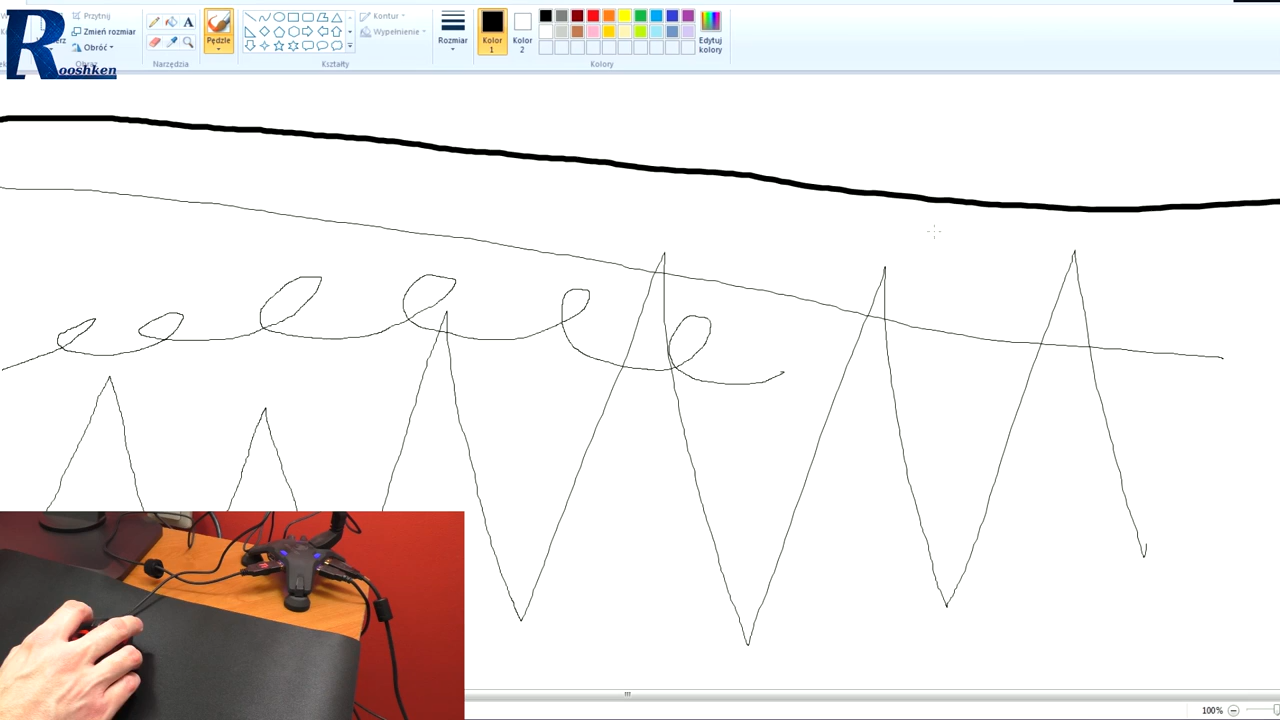 Przytnij
Zmień rozmiar
Obróć
Obraz
Rooshken
A
Narzędzia
Pędzle
Kształty
Kontur
Wypełnienie
Rozmiar
Kolor
1
Kolor
2
Edytuj
kolory
Kolory
100%